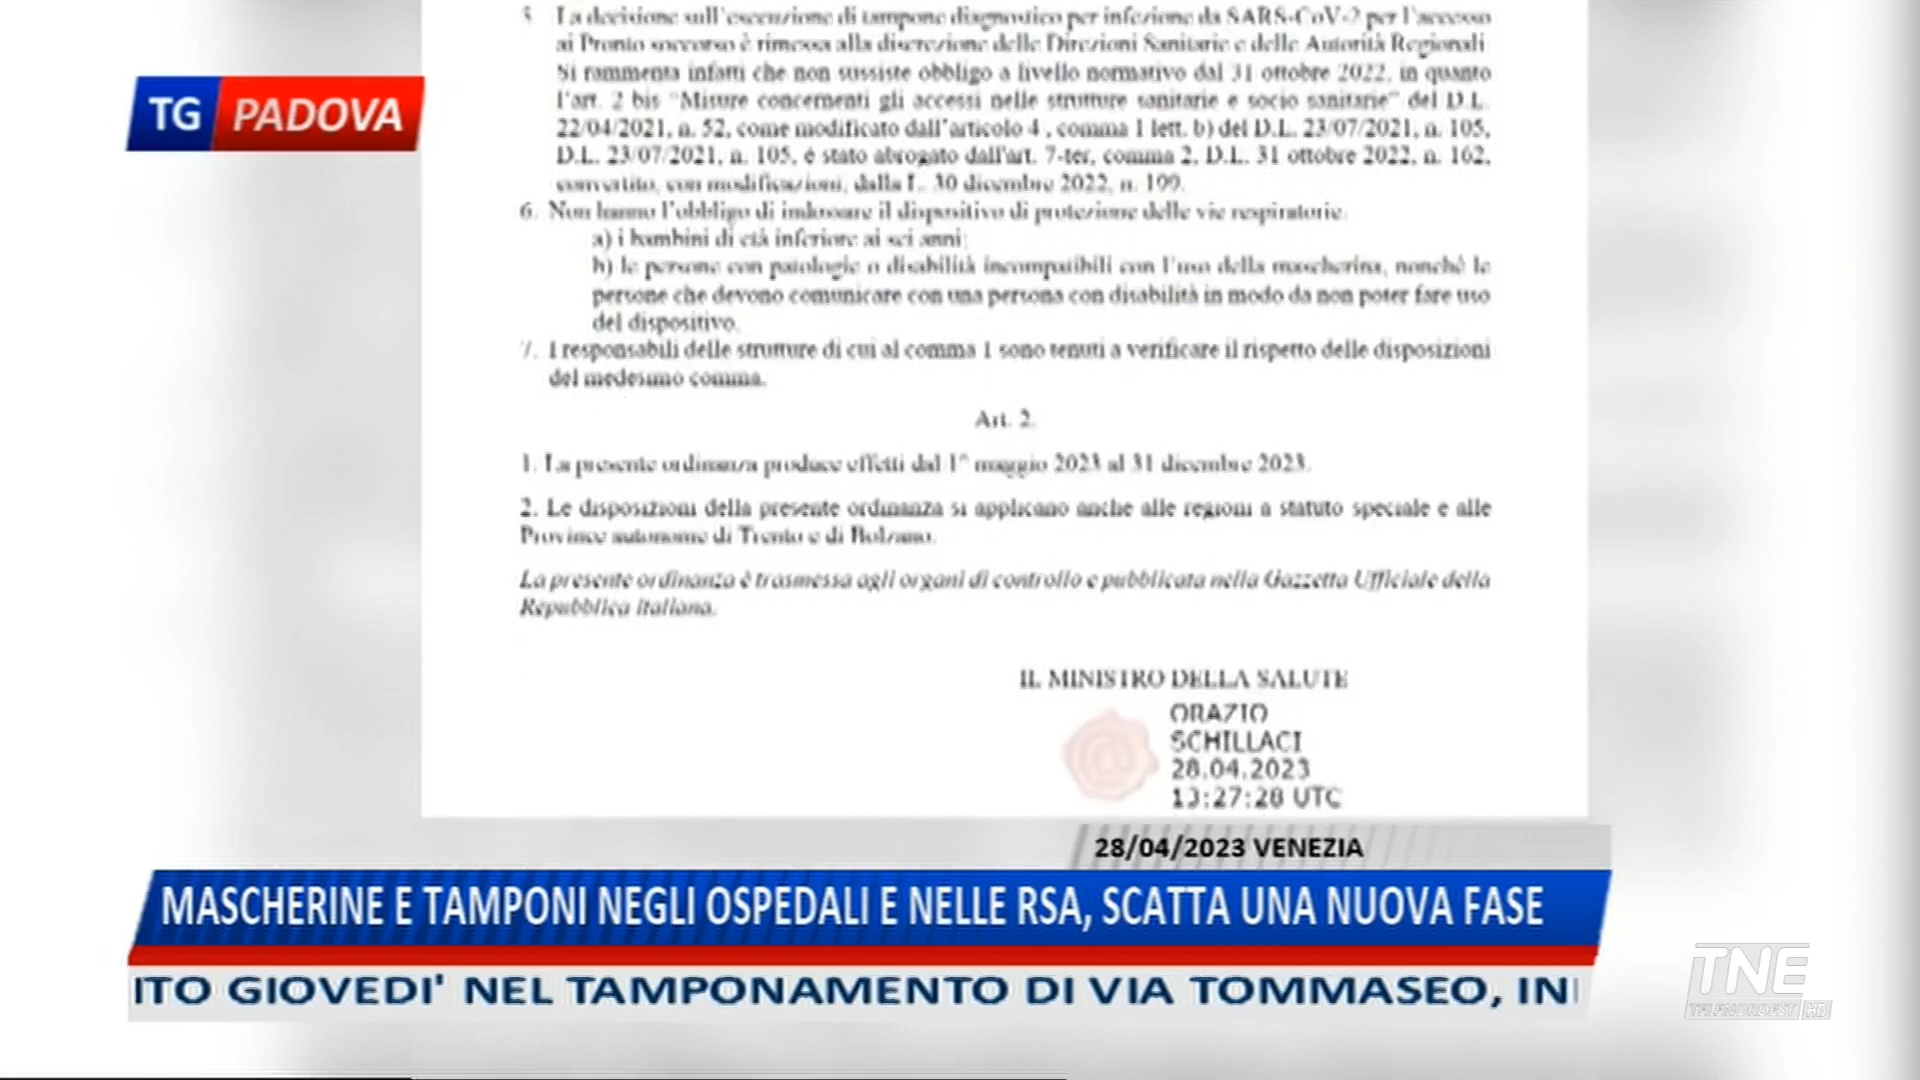 5. La decisione sull'esecuzione di tampone diagnostico per infezione da SARS-CoV-2 per l'accesso
ai Pronto soccorso è rimessa alla discrezione delle Direzioni Sanitarie e delle Autorità Regionali
Si rammenta infatti che non sussiste obbligo a livello normativo dal 31 ottobre 2022, in quanto
l'art. 2 bis "Misure concernenti gli accessi nelle strutture sanitarie e socio sanitarie" del D.L.
22/04/2021, n. 52, come modificato dall'articolo 4 , comma 1 lett. b) del D.L. 23/07/2021, n. 105,
D.L. 23/07/2021, n. 105, è stato abrogato dall'art. 7-ter, comma 2, D.L. 31 ottobre 2022, n. 162,
convertito, con modificazioni, dalla L. 30 dicembre 2022, n. 199.
6. Non hanno l'obbligo di indossare il dispositivo di protezione delle vie respiratorie:
a) i bambini di età inferiore ai sei anni;
b) le persone con patologie o disabilità incompatibili con l'uso della mascherina, nonché le
persone che devono comunicare con una persona con disabilità in modo da non poter fare uso
del dispositivo.
7. I responsabili delle strutture di cui al comma 1 sono tenuti a verificare il rispetto delle disposizioni
del medesimo comma.
Art. 2.
1. La presente ordinanza produce effetti dal 1° maggio 2023 al 31 dicembre 2023.
2. Le disposizioni della presente ordinanza si applicano anche alle regioni a statuto speciale e alle
Province autonome di Trento e di Bolzano.
La presente ordinanza è trasmessa agli organi di controllo e pubblicata nella Gazzetta Ufficiale della
Repubblica italiana.
IL MINISTRO DELLA SALUTE
ORAZIO
SCHILLACI
28.04.2023
13:27:28 UTC
TG PADOVA
28/04/2023 VENEZIA
MASCHERINE E TAMPONI NEGLI OSPEDALI E NELLE RSA, SCATTA UNA NUOVA FASE
ITO GIOVEDI' NEL TAMPONAMENTO DI VIA TOMMASEO, IN
TNE
TELENORDEST HD